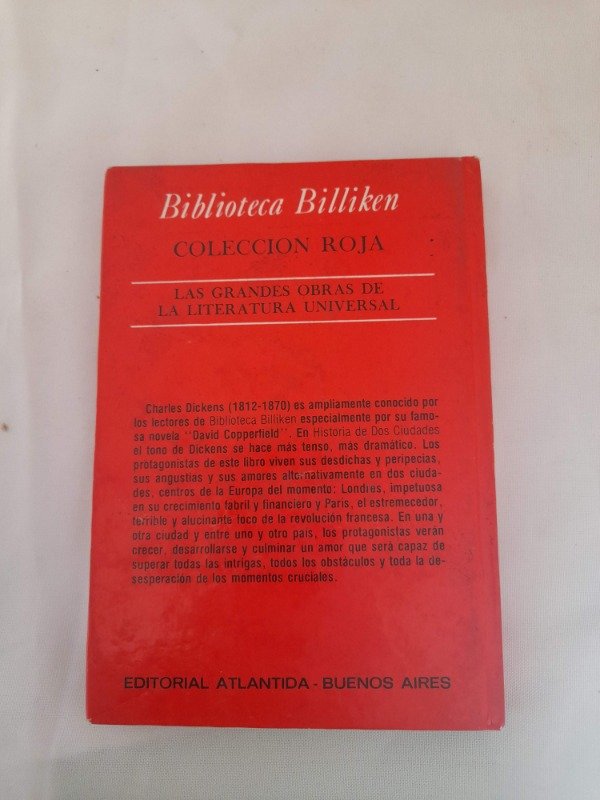 Biblioteca Billiken
COLECCION ROJA
LAS GRANDES OBRAS DE
LA LITERATURA UNIVERSAL
Charles Dickens (1812-1870) es ampliamente conocido por
los lectores de Biblioteca Billiken especialmente por su famo-
sa novela "David Copperfield". En Historia de Dos Ciudades
el tono de Dickens se hace más tenso, más dramático. Los
protagonistas de este libro viven sus desdichas y peripecias,
sus angustias y sus amores alternativamente en dos ciuda-
des, centros de la Europa del momento: Londres, impetuosa
en su crecimiento fabril y financiero y París, el estremecedor,
terrible y alucinante foco de la revolución francesa. En una y
otra ciudad y entre uno y otro país, los protagonistas verán
crecer, desarrollarse y culminar un amor que será capaz de
superar todas las intrigas, todos los obstáculos y toda la de-
sesperación de los momentos cruciales.
EDITORIAL ATLANTIDA - BUENOS AIRES